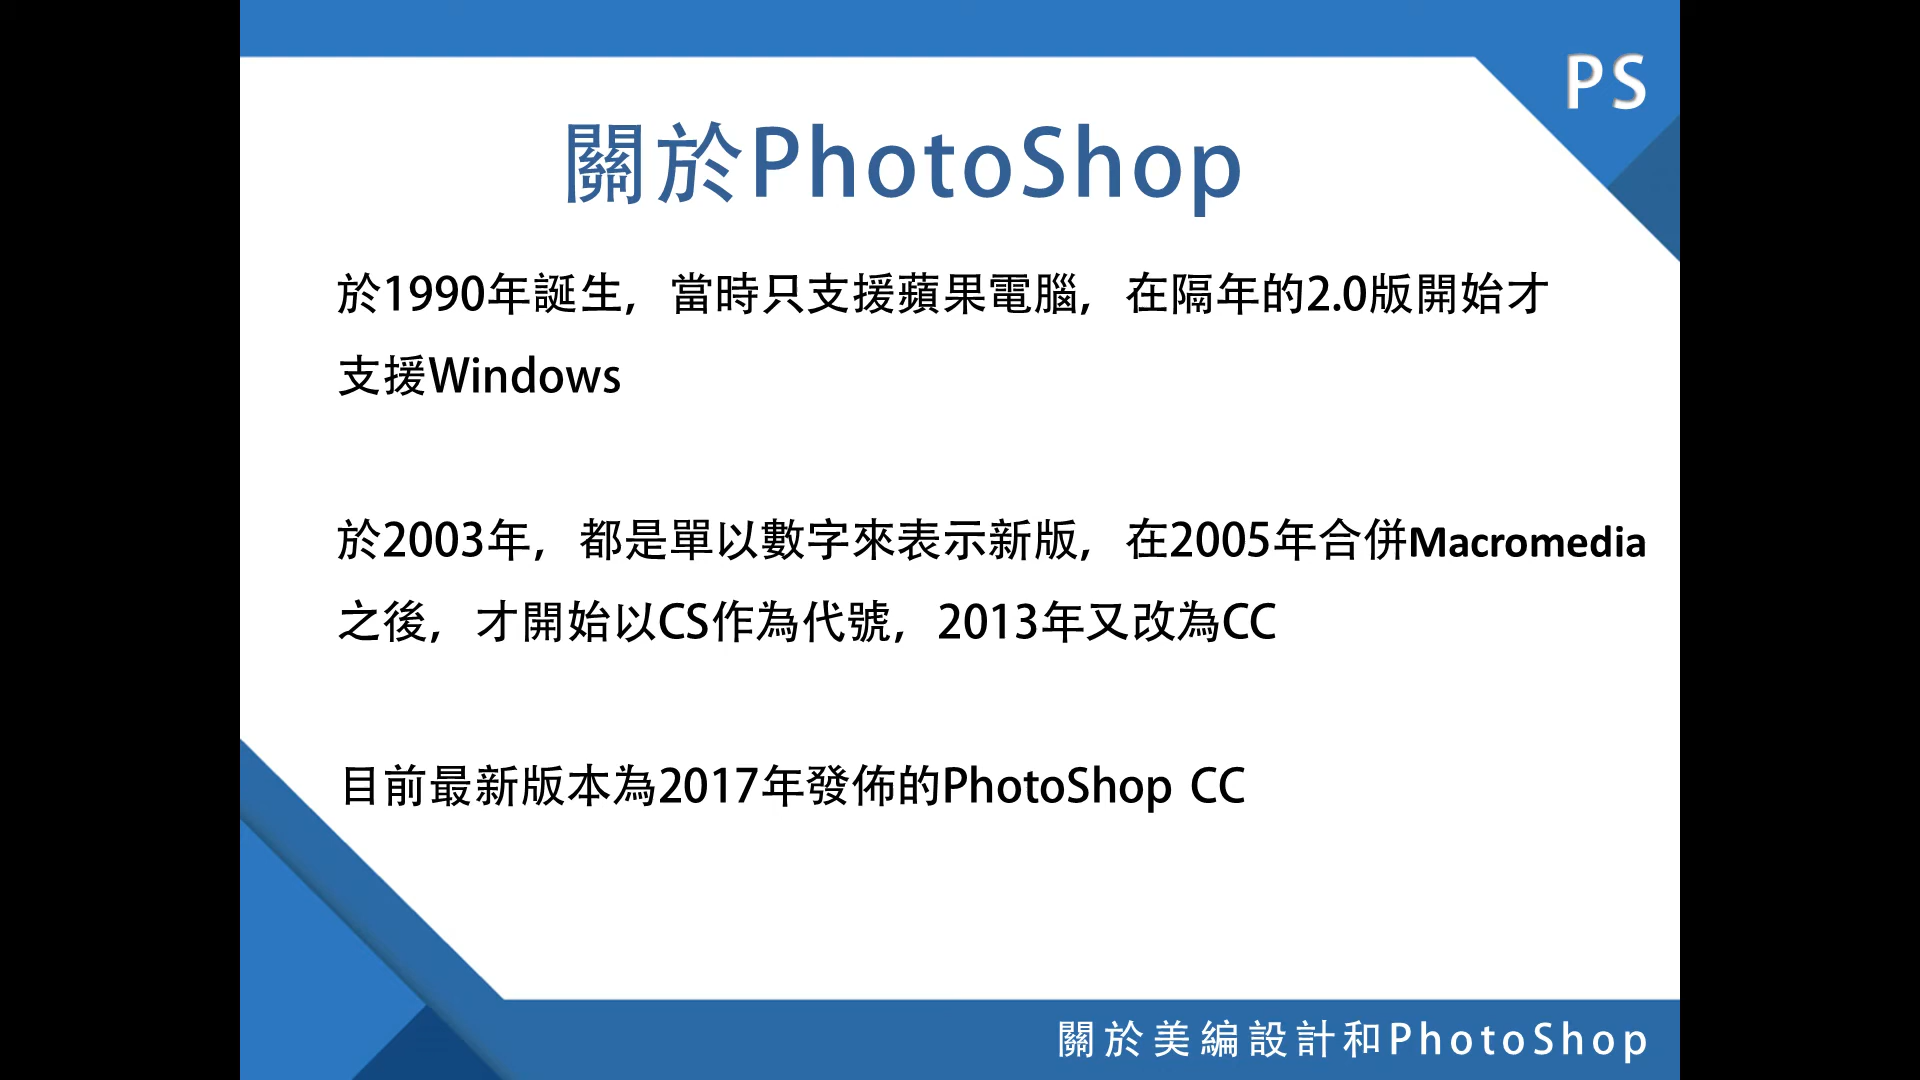 PS
關於PhotoShop
於1990年誕生，當時只支援蘋果電腦，在隔年的2.0版開始才
支援Windows
於2003年，都是單以數字來表示新版，在2005年合併Macromedia
之後，才開始以CS作為代號，2013年又改為CC
目前最新版本為2017年發佈的PhotoShop CC
關於美編設計和PhotoShop